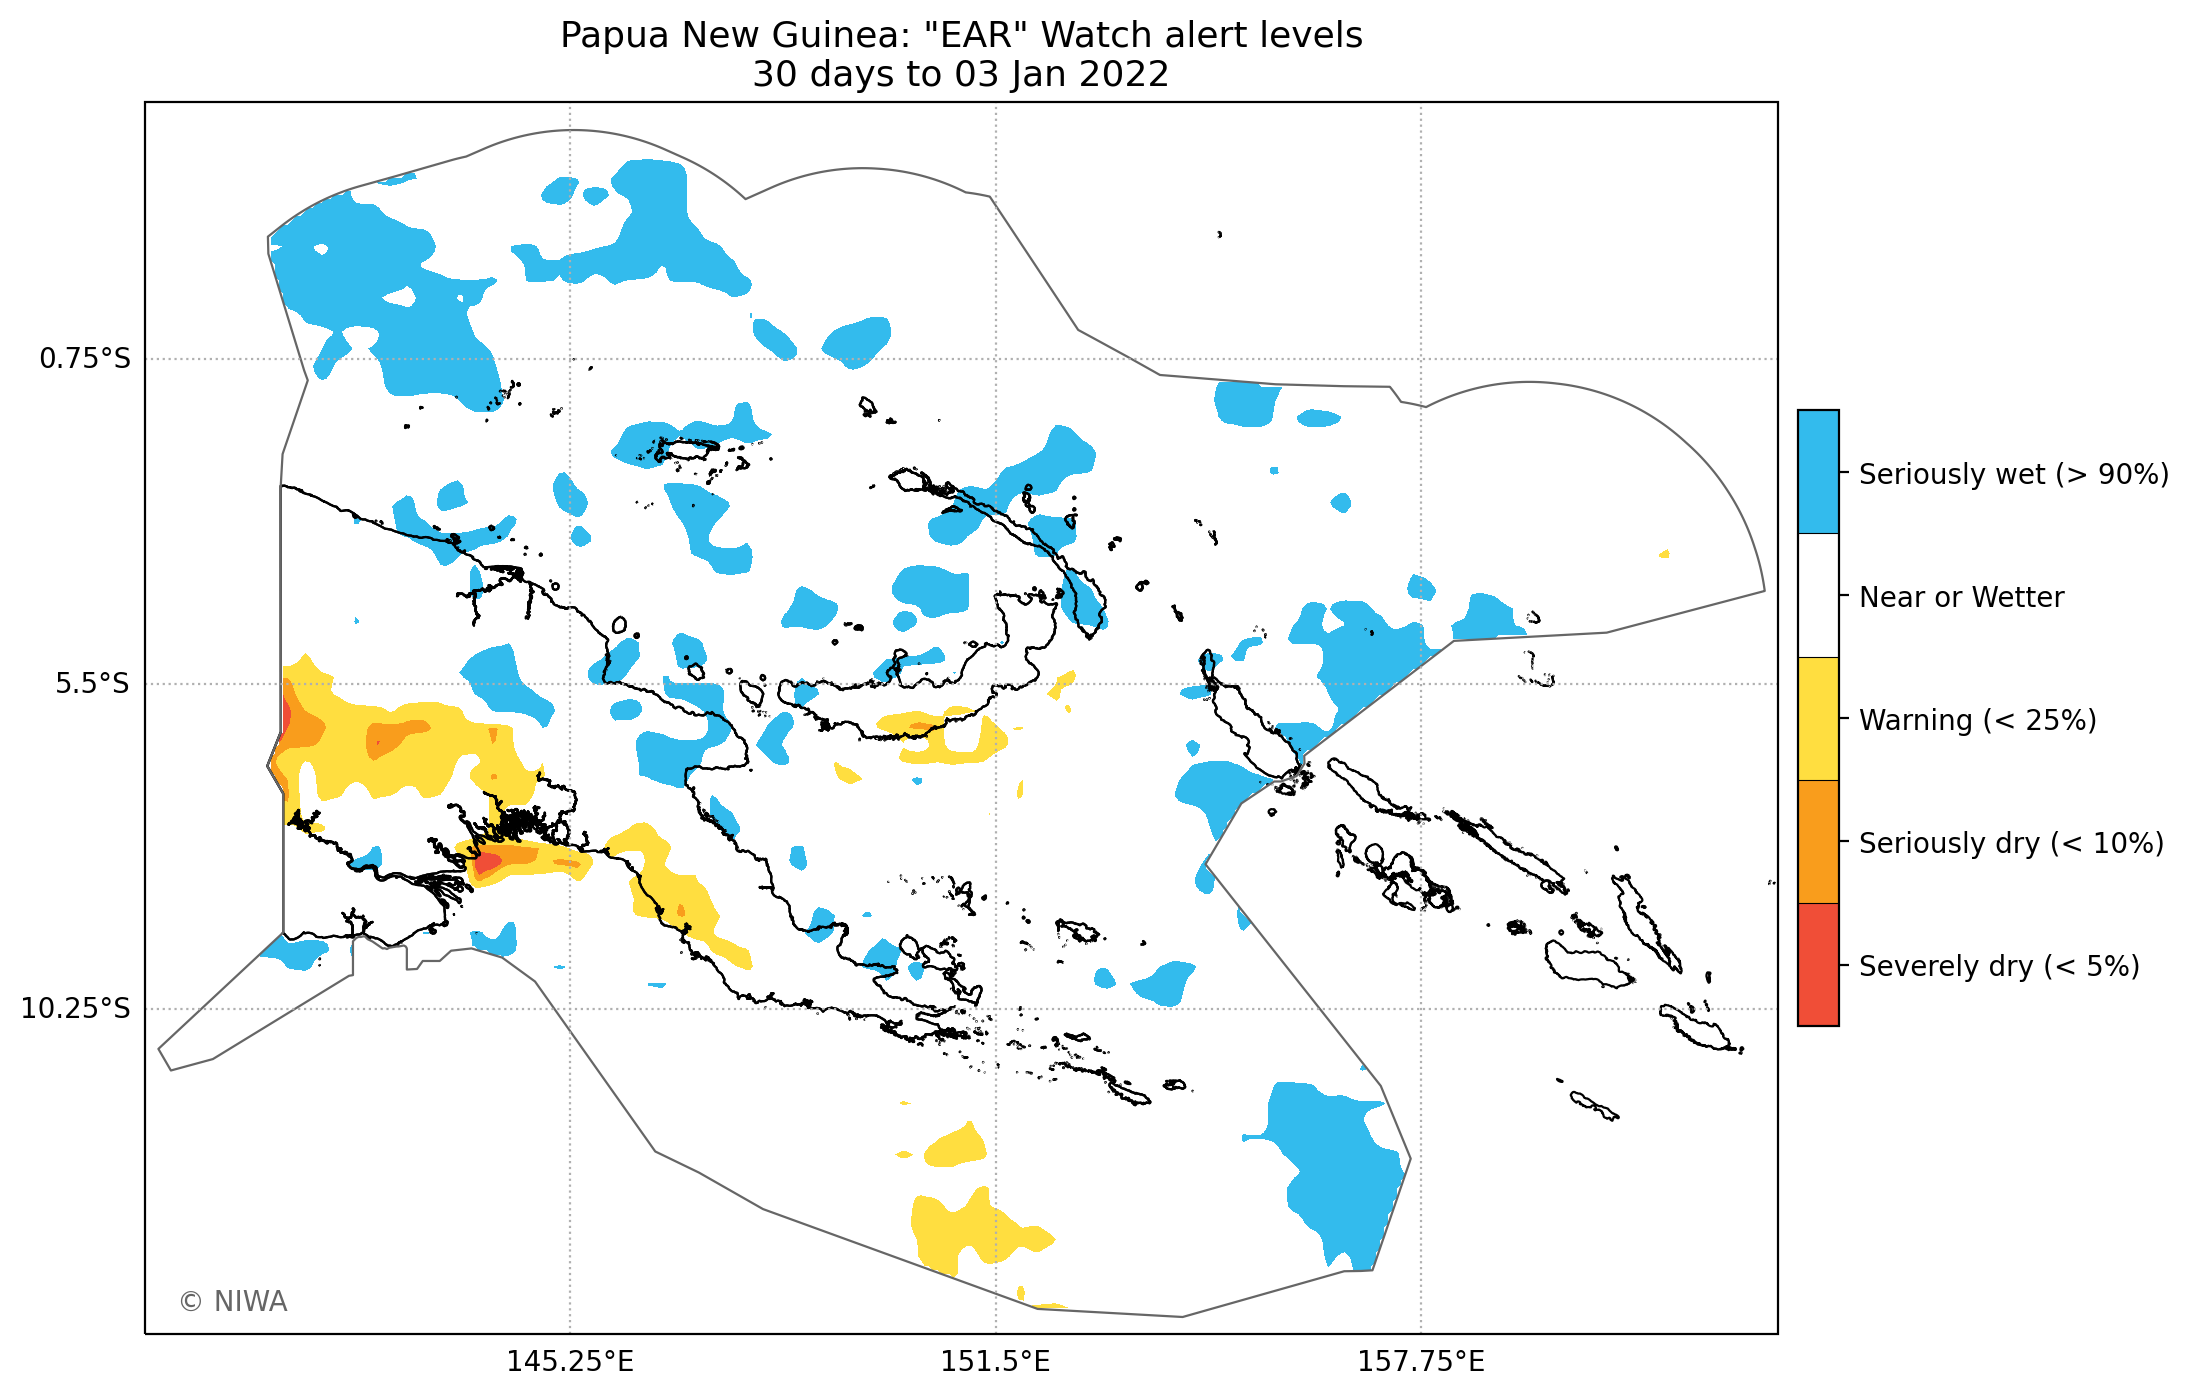 Papua New Guinea: "EAR" Watch alert levels
30 days to 03 Jan 2022
0.75°S
5.5°S
10.25°S
145.25°E
151.5°E
157.75°E
Seriously wet (> 90%)
Near or Wetter
Warning (< 25%)
Seriously dry (< 10%)
Severely dry (< 5%)
© NIWA